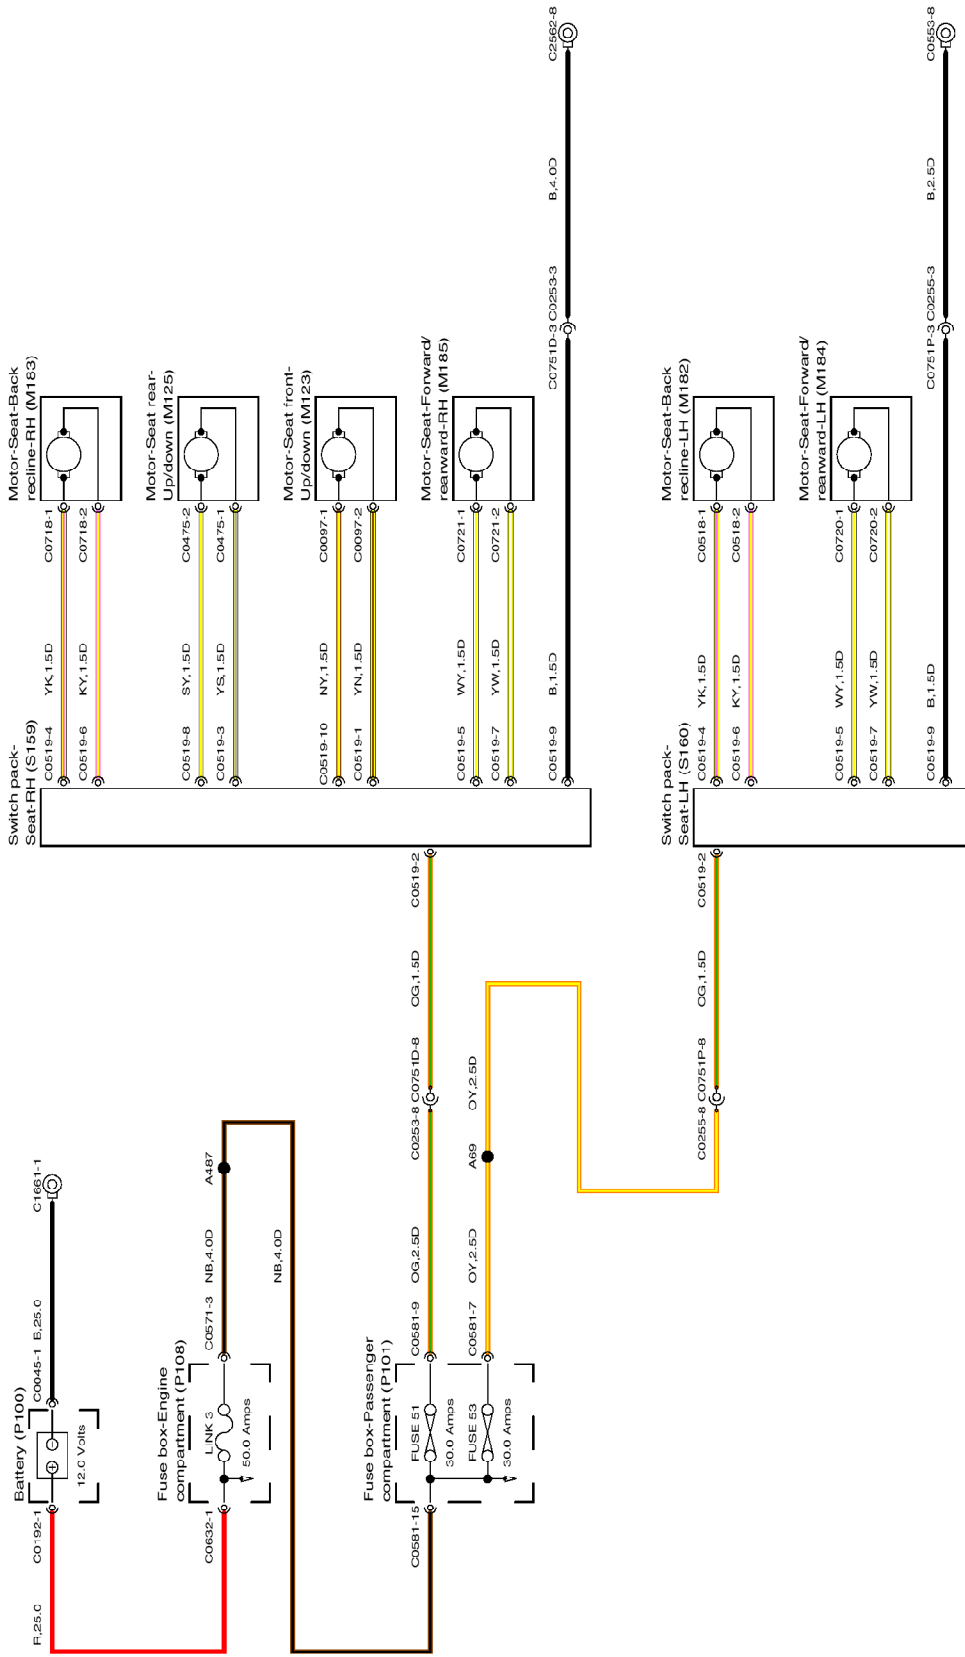 Battery (P100)
C0192-1
R,25.0
12.0 Volts
C0045-1
B,25.0
C1661-1
Fuse box-Engine
compartment (P108)
C0632-1
LINK 3
50.0 Amps
C0571-3
NB,4.0D
A487
NB,4.0D
Fuse box-Passenger
compartment (P101)
C0581-15
FUSE 51
30.0 Amps
FUSE 53
30.0 Amps
C0581-9
OG,2.5D
C0253-8
C0751D-8
OG,1.5D
C0519-2
C0581-7
OY,2.5D
A69
OY,2.5D
C0255-8
C0751P-8
OG,1.5D
C0519-2
Switch pack-
Seat-RH (S159)
C0519-4
YK,1.5D
C0718-1
C0519-6
KY,1.5D
C0718-2
Motor-Seat-Back
recline-RH (M183)
C0519-8
SY,1.5D
C0475-2
C0519-3
YS,1.5D
C0475-1
Motor-Seat rear-
Up/down (M125)
C0519-10
NY,1.5D
C0097-1
C0519-1
YN,1.5D
C0097-2
Motor-Seat front-
Up/down (M123)
C0519-5
WY,1.5D
C0721-1
C0519-7
YW,1.5D
C0721-2
Motor-Seat-Forward/
rearward-RH (M185)
C0519-9
B,1.5D
C0751D-3
C0253-3
B,4.0D
C2562-8
Switch pack-
Seat-LH (S160)
C0519-4
YK,1.5D
C0518-1
C0519-6
KY,1.5D
C0518-2
Motor-Seat-Back
recline-LH (M182)
C0519-5
WY,1.5D
C0720-1
C0519-7
YW,1.5D
C0720-2
Motor-Seat-Forward/
rearward-LH (M184)
C0519-9
B,1.5D
C0751P-3
C0255-3
B,2.5D
C0553-8